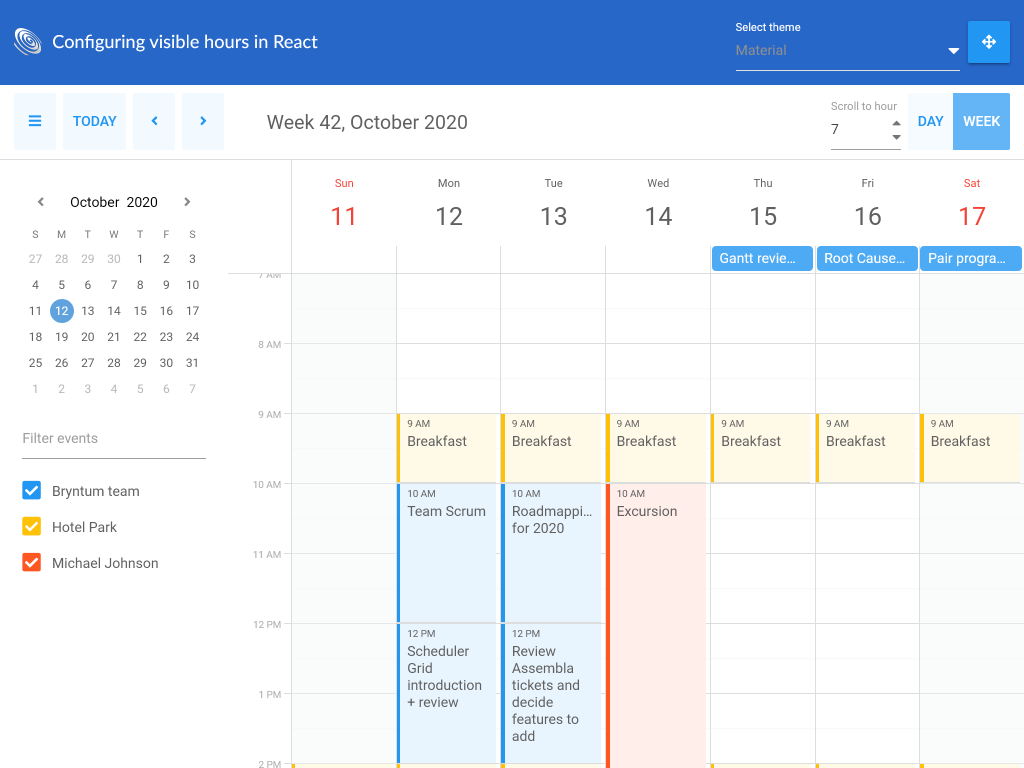 Configuring visible hours in React
Select theme
Material
TODAY
Week 42, October 2020
Scroll to hour
7
DAY
WEEK
October 2020
S M T W T F S
27 28 29 30 1 2 3
4 5 6 7 8 9 10
11 12 13 14 15 16 17
18 19 20 21 22 23 24
25 26 27 28 29 30 31
1 2 3 4 5 6 7
Filter events
Bryntum team
Hotel Park
Michael Johnson
Sun Mon Tue Wed Thu Fri Sat
11 12 13 14 15 16 17
Gantt revie... Root Cause... Pair progra...
7 AM
8 AM
9 AM
9 AM 9 AM 9 AM 9 AM 9 AM 9 AM
Breakfast Breakfast Breakfast Breakfast Breakfast Breakfast
10 AM
10 AM
Team Scrum
10 AM
Roadmappi...
for 2020
10 AM
Excursion
11 AM
12 PM
12 PM
Scheduler
Grid
introduction
+ review
12 PM
Review
Assembla
tickets and
decide
features to
add
1 PM
2 PM